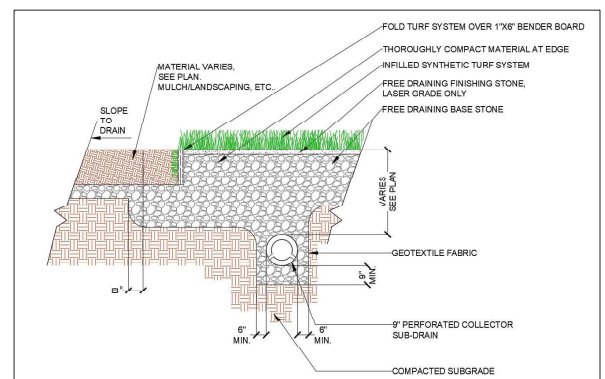 FOLD TURF SYSTEM OVER 1"X6" BENDER BOARD
THOROUGHLY COMPACT MATERIAL AT EDGE
INFILLED SYNTHETIC TURF SYSTEM
FREE DRAINING FINISHING STONE,
LASER GRADE ONLY
FREE DRAINING BASE STONE
MATERIAL VARIES,
SEE PLAN.
MULCH/LANDSCAPING, ETC..
SLOPE
TO
DRAIN
VARIES
SEE PLAN
GEOTEXTILE FABRIC
9"
MIN.
8"
6"
MIN.
6"
MIN.
9" PERFORATED COLLECTOR
SUB-DRAIN
COMPACTED SUBGRADE